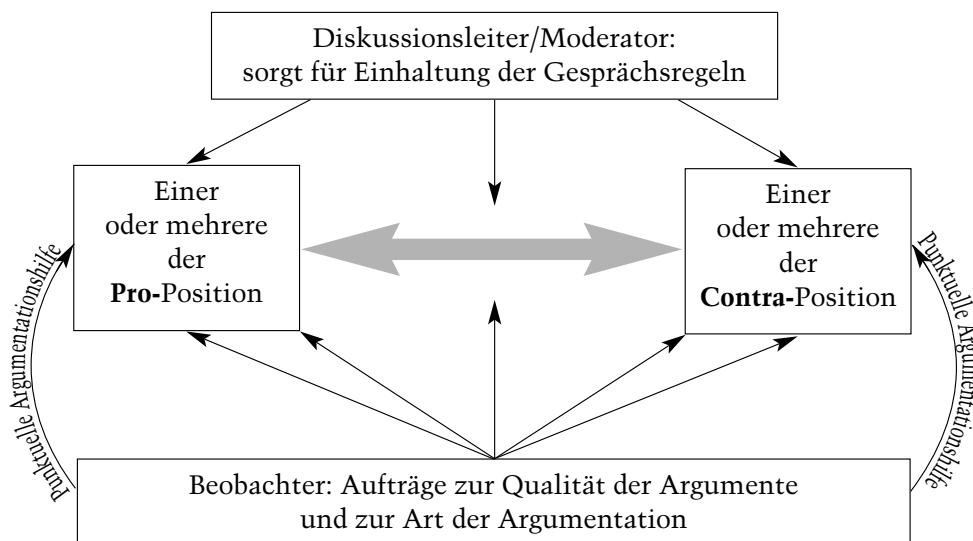 Diskussionsleiter/Moderator:
sorgt für Einhaltung der Gesprächsregeln
Einer
oder mehrere
der
Pro-Position
Einer
oder mehrere
der
Contra-Position
Punktuelle Argumentationshilfe
Punktuelle Argumentationshilfe
Beobachter: Aufträge zur Qualität der Argumente
und zur Art der Argumentation